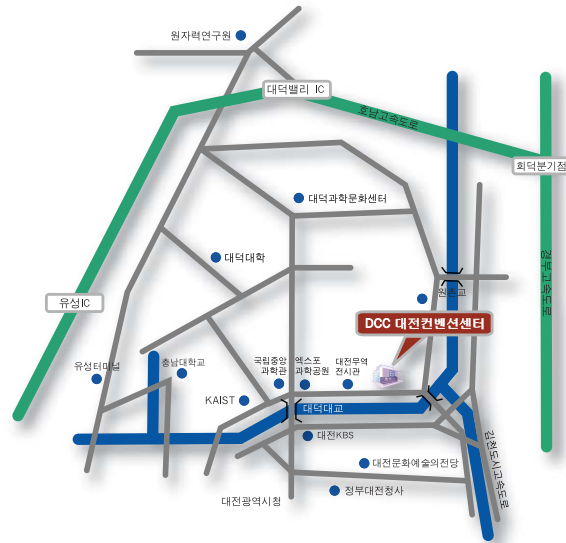 원자력연구원
대덕밸리 IC
호남고속도로
회덕분기점
대덕과학문화센터
경부고속도로
대덕대학
원촌교
유성IC
DCC 대전컨벤션센터
유성터미널
충남대학교
국립중앙
과학관
엑스포
과학공원
대전무역
전시관
KAIST
대덕대교
대전KBS
대전문화예술의전당
김천도시고속도로
정부대전청사
대전광역시청